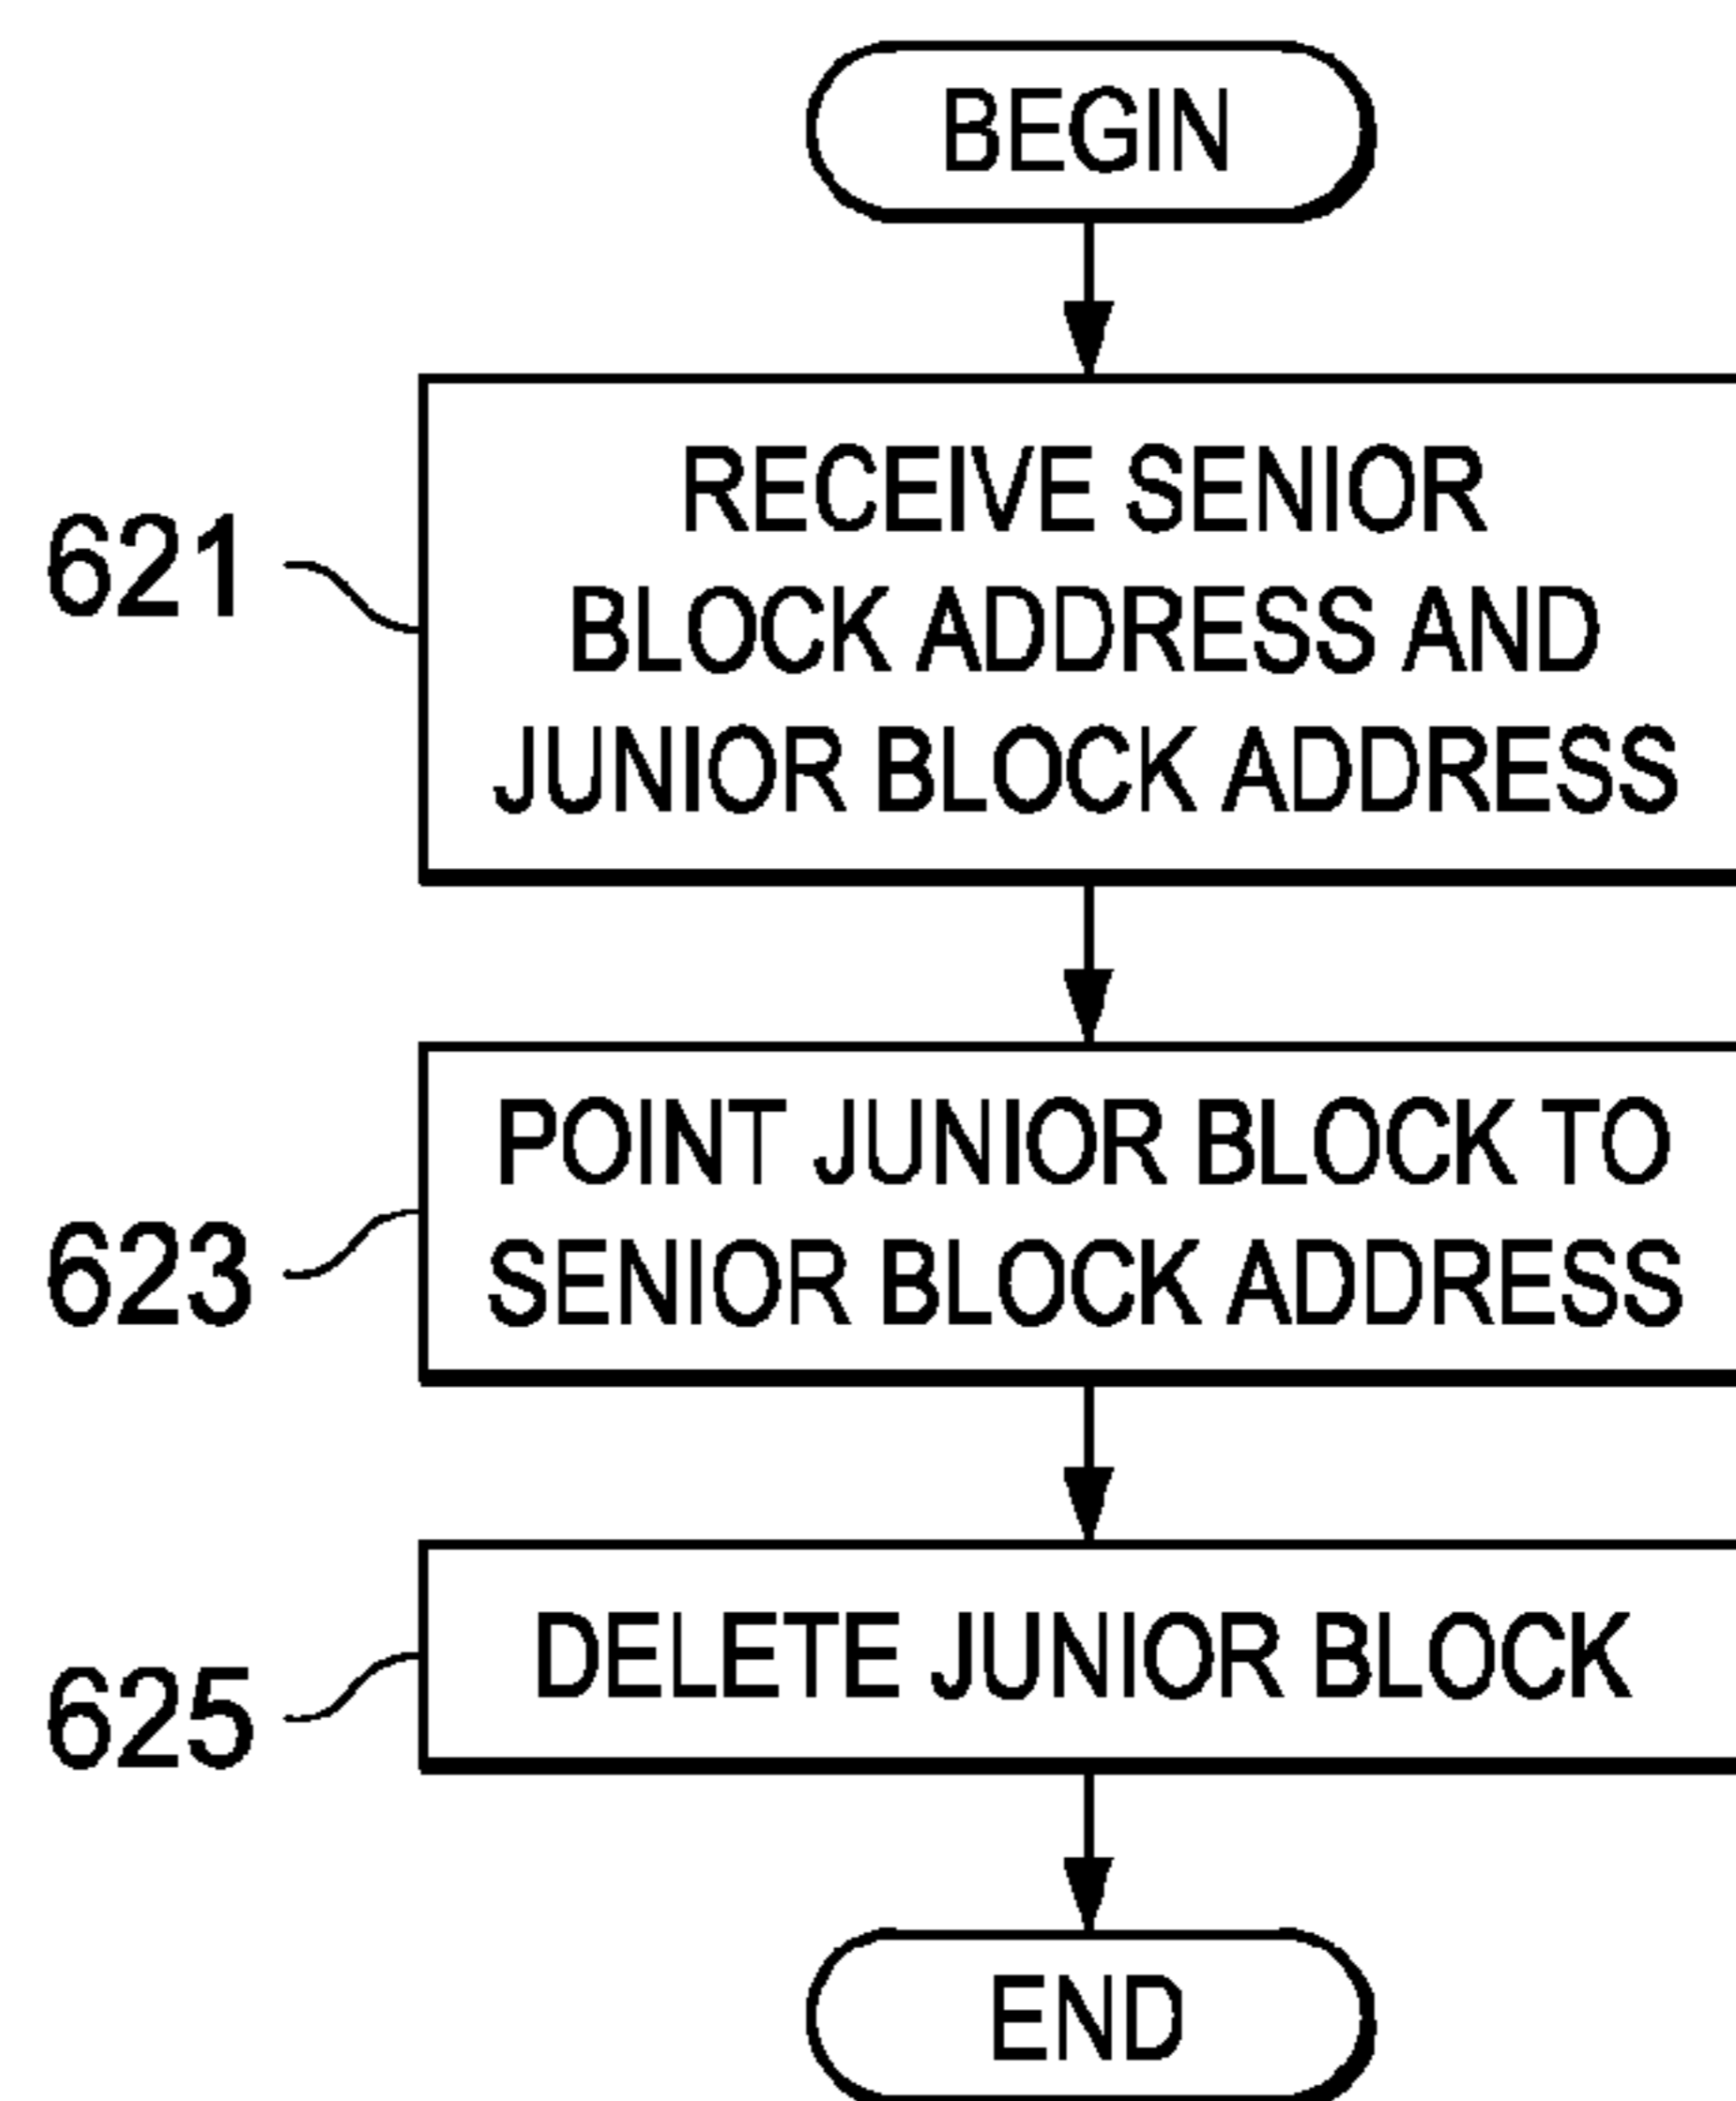 BEGIN
621
RECEIVE SENIOR
BLOCK ADDRESS AND
JUNIOR BLOCK ADDRESS
623
POINT JUNIOR BLOCK TO
SENIOR BLOCK ADDRESS
625
DELETE JUNIOR BLOCK
END